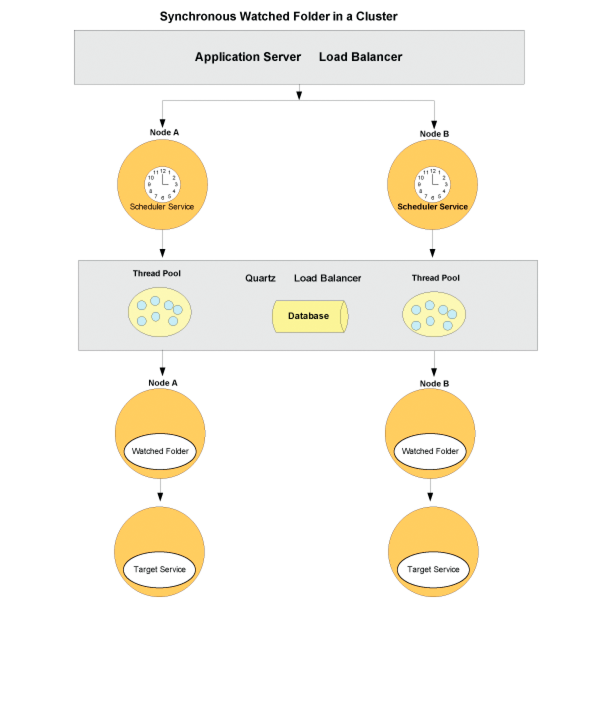 Synchronous Watched Folder in a Cluster
Application Server Load Balancer
Node A Node B
11 12 1 11 12 1
10 2 10 2
9 3 9 3
8 4 8 4
7 6 5 7 6 5
Scheduler Service Scheduler Service
Thread Pool Quartz Load Balancer Thread Pool
Database
Node A Node B
Watched Folder Watched Folder
Target Service Target Service